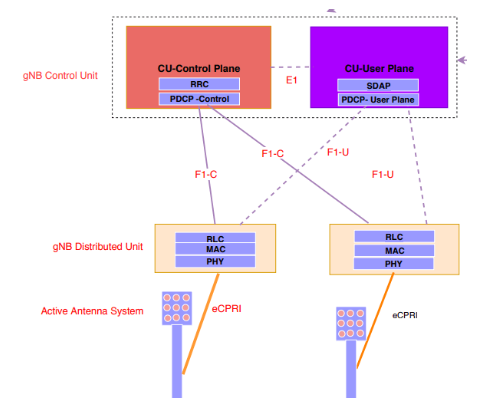 CU-Control Plane
CU-User Plane
gNB Control Unit
E1
RRC
SDAP
PDCP -Control
PDCP- User Plane
F1-C
F1-U
F1-C
F1-U
RLC
RLC
gNB Distributed Unit
MAC
MAC
PHY
PHY
Active Antenna System
eCPRI
eCPRI